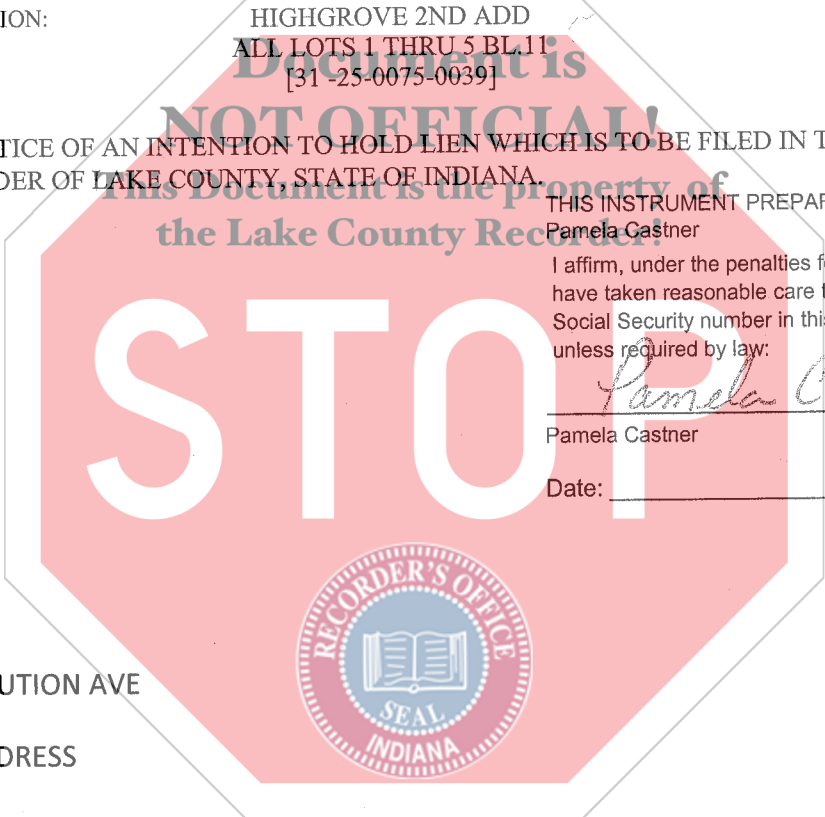 ION: HIGHGROVE 2ND ADD
ALL LOTS 1 THRU 5 BL.11
Document is
[31 -25-0075-0039]
NOT OFFICIAL!
TICE OF AN INTENTION TO HOLD LIEN WHICH IS TO BE FILED IN T
DER OF LAKE COUNTY, STATE OF INDIANA.
This Document is the property of
the Lake County Recorder!
THIS INSTRUMENT PREPAR
Pamela Castner
I affirm, under the penalties f
have taken reasonable care t
Social Security number in this
unless required by law:
Pamela C
Pamela Castner
Date:
STOP
RECORDER'S OFFICE
SEAL
INDIANA
UTION AVE
DRESS